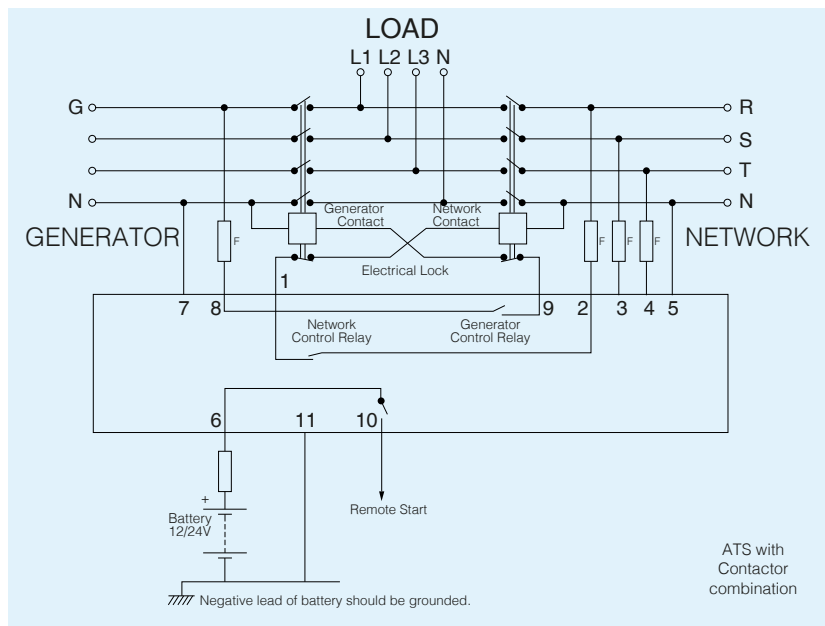 LOAD
L1 L2 L3 N
G R
S
T
N N
Generator
Contact
Network
Contact
GENERATOR F F F F NETWORK
Electrical Lock
1
7 8 9 2 3 4 5
Network
Control Relay
Generator
Control Relay
6 11 10
+
Battery
12/24V
Remote Start
ATS with
Contactor
combination
Negative lead of battery should be grounded.